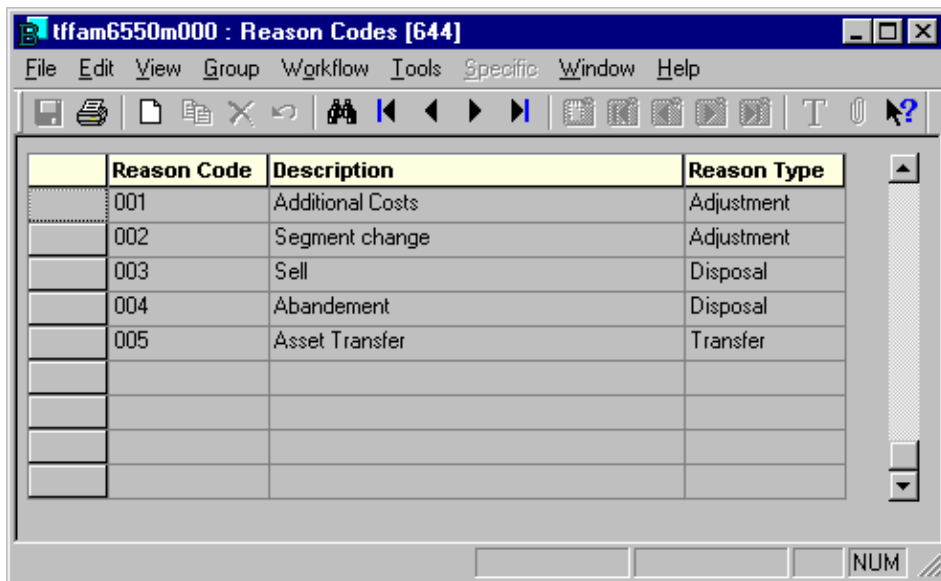 tffam6550m000 : Reason Codes [644]
File Edit View Group Workflow Tools Specific Window Help
Reason Code Description Reason Type
001 Additional Costs Adjustment
002 Segment change Adjustment
003 Sell Disposal
004 Abandement Disposal
005 Asset Transfer Transfer
NUM